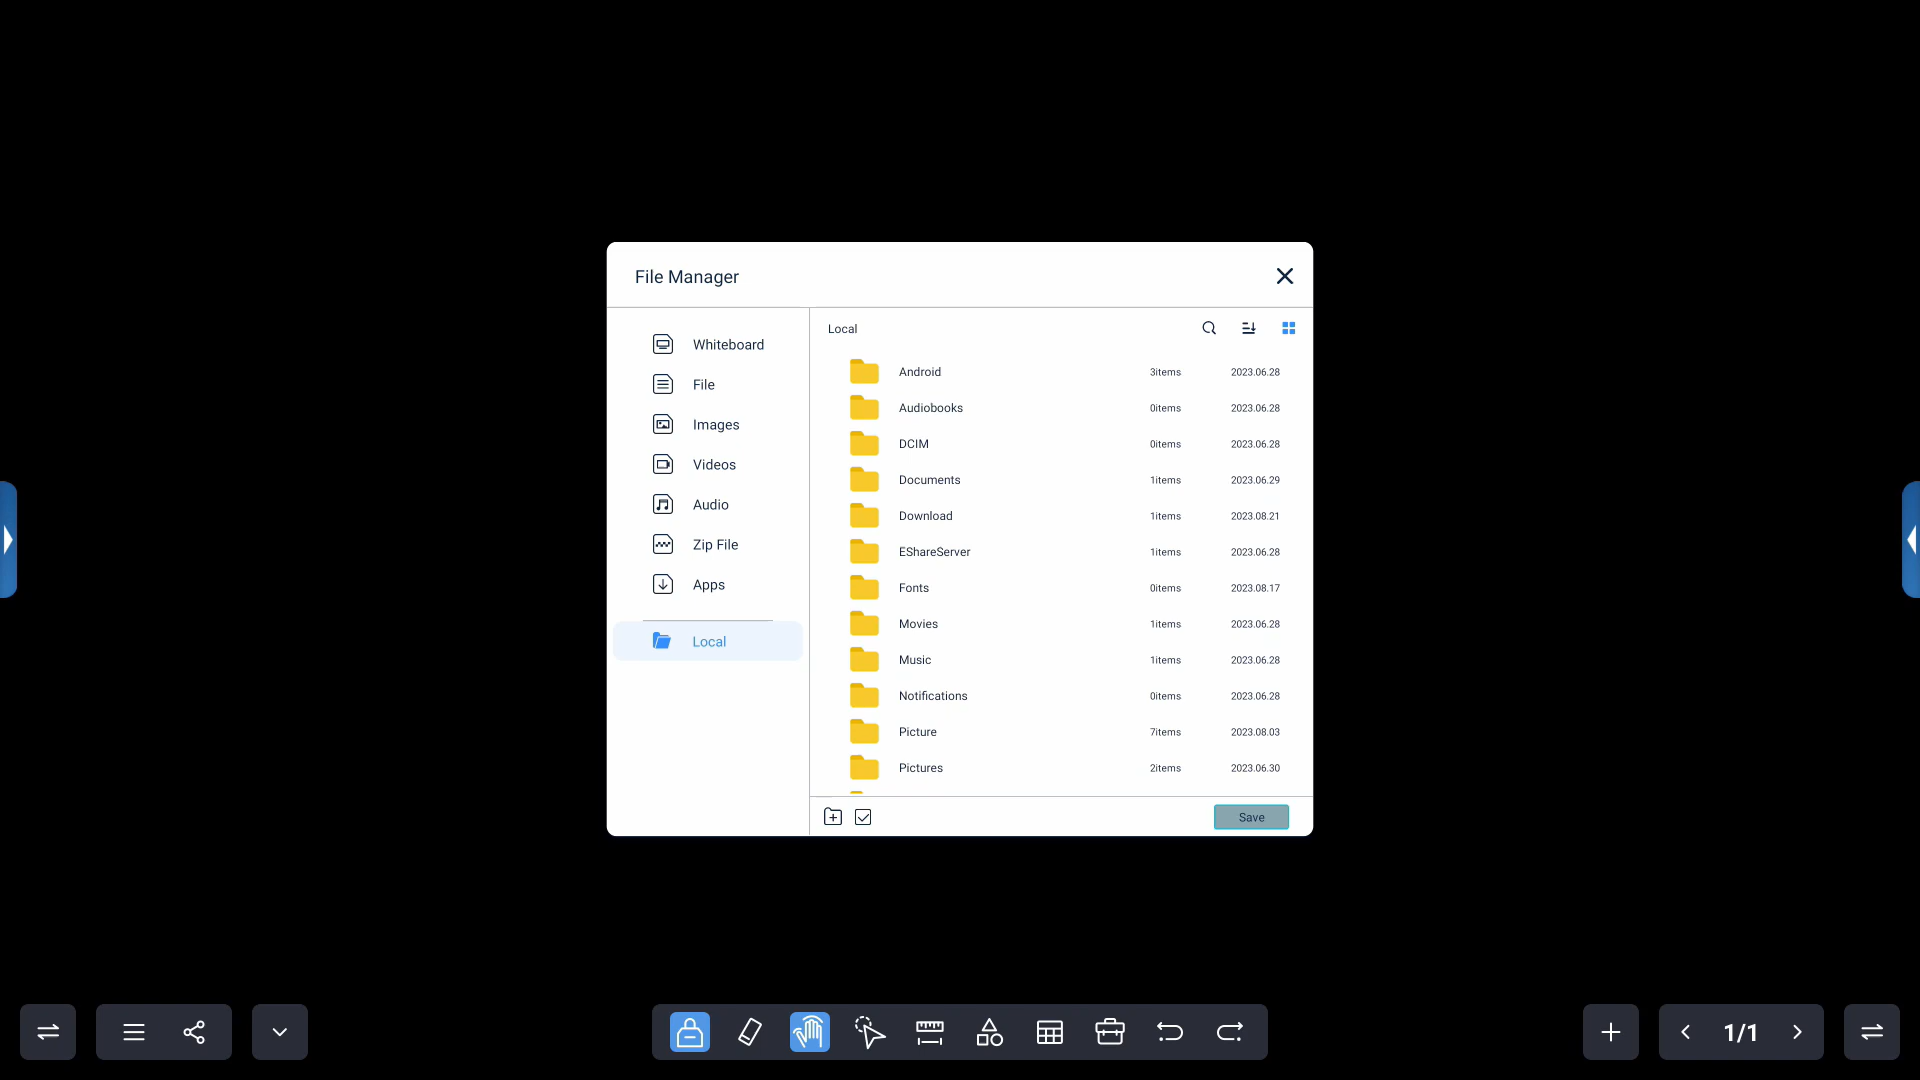 File Manager
Whiteboard
File
Images
Videos
Audio
Zip File
Apps
Local
Local
Android 3items 2023.06.28
Audiobooks 0items 2023.06.28
DCIM 0items 2023.06.28
Documents 1items 2023.06.29
Download 1items 2023.08.21
EShareServer 1items 2023.06.28
Fonts 0items 2023.08.17
Movies 1items 2023.06.28
Music 1items 2023.06.28
Notifications 0items 2023.06.28
Picture 7items 2023.08.03
Pictures 2items 2023.06.30
Save
1/1